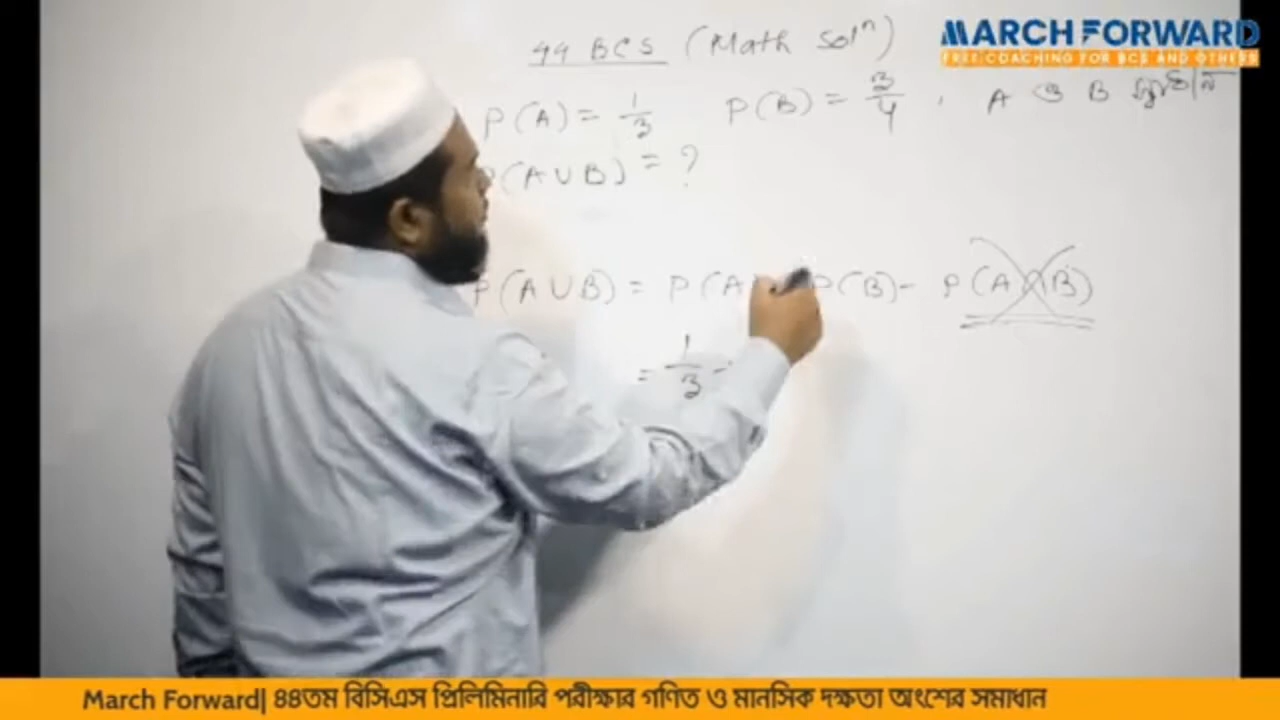 MARCH FORWARD
FREE COACHING FOR BCS AND OTHERS
44 BCS (Math Solⁿ)
P(A) = 1/3 P(B) = 3/4 , A ও B
P(A∪B) = ?
P(A∪B) = P(A) P(B) - P(A∩B)
= 1/3
March Forward| ৪৪তম বিসিএস প্রিলিমিনারি পরীক্ষার গণিত ও মানসিক দক্ষতা অংশের সমাধান